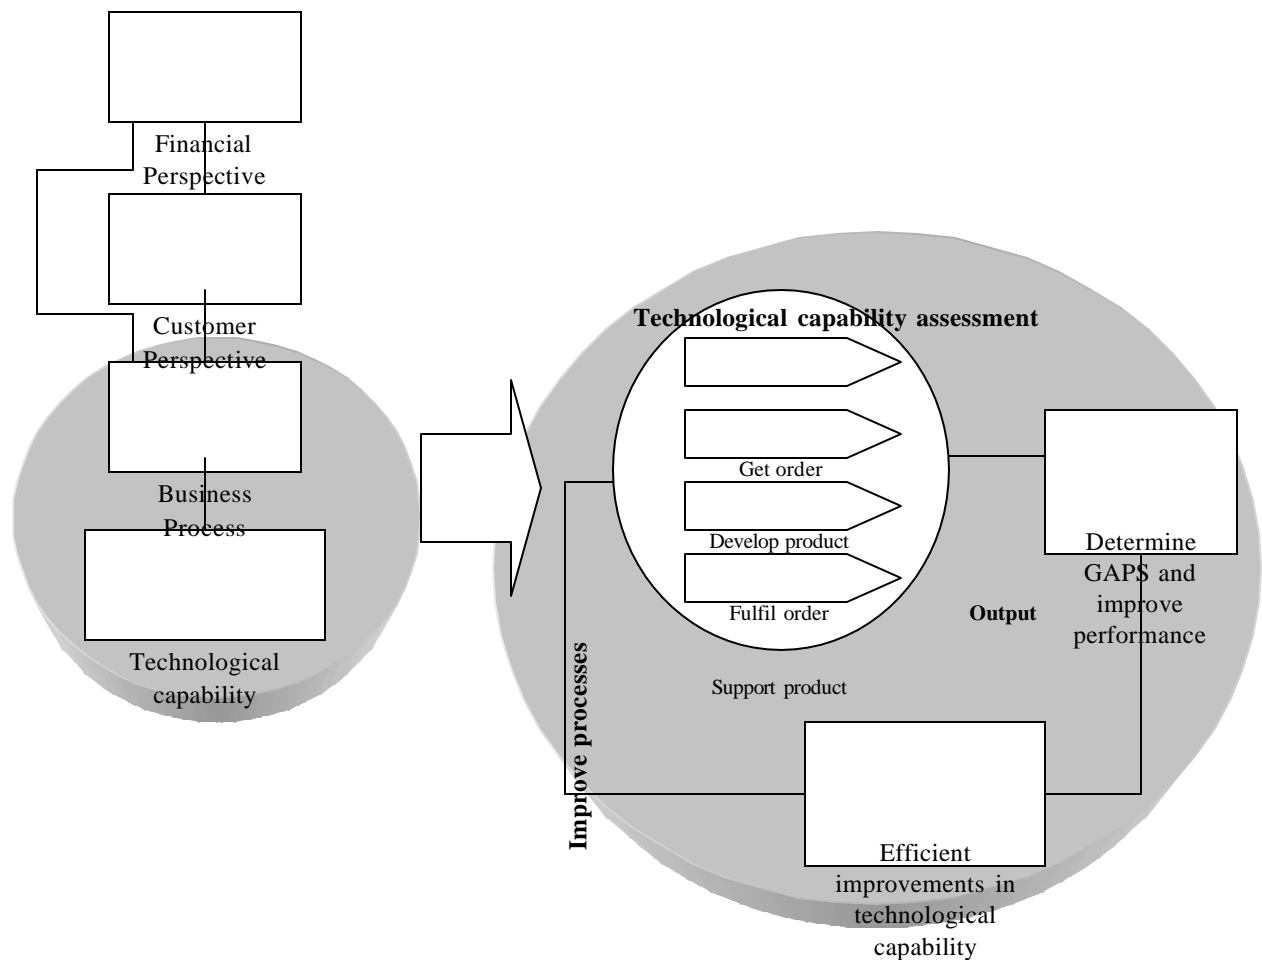 Financial
Perspective
Customer
Perspective
Business
Process
Technological
capability
Technological capability assessment
Get order
Develop product
Fulfil order
Support product
Output
Determine
GAPS and
improve
performance
Improve processes
Efficient
improvements in
technological
capability